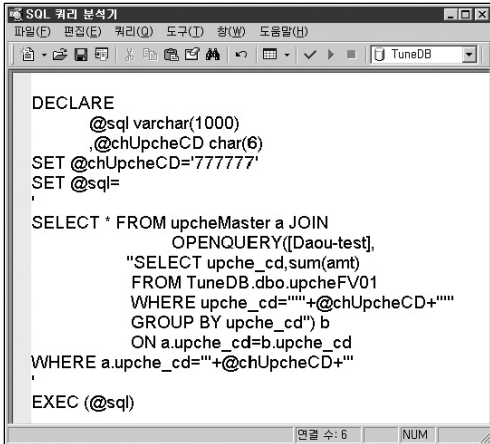 SQL 쿼리 분석기
파일(F) 편집(E) 쿼리(Q) 도구(T) 창(W) 도움말(H)
TuneDB
DECLARE
@sql varchar(1000)
,@chUpcheCD char(6)
SET @chUpcheCD='777777'
SET @sql=
'
SELECT * FROM upcheMaster a JOIN
OPENQUERY([Daou-test],
''SELECT upche_cd,sum(amt)
FROM TuneDB.dbo.upcheFV01
WHERE upche_cd='''''+@chUpcheCD+'''''
GROUP BY upche_cd'') b
ON a.upche_cd=b.upche_cd
WHERE a.upche_cd='''+@chUpcheCD+'''
'
EXEC (@sql)
연결 수: 6 NUM